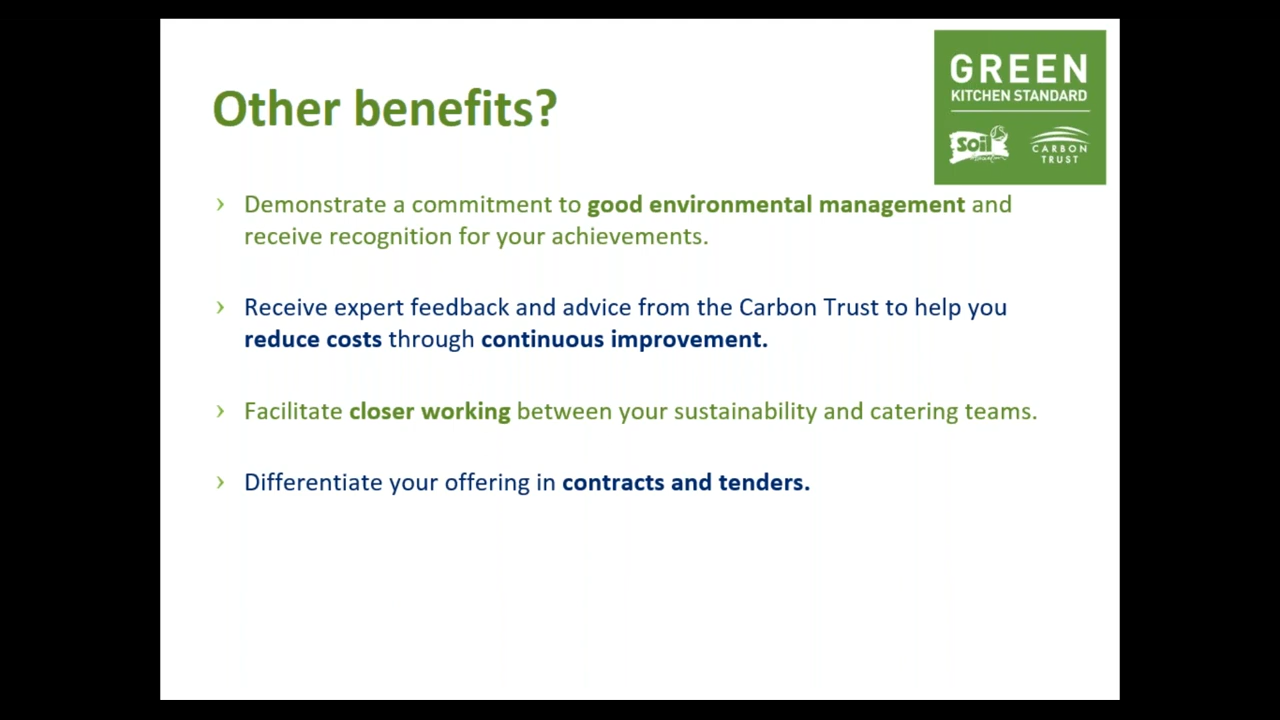 Other benefits?
GREEN
KITCHEN STANDARD
soil
CARBON
TRUST
› Demonstrate a commitment to good environmental management and
receive recognition for your achievements.
› Receive expert feedback and advice from the Carbon Trust to help you
reduce costs through continuous improvement.
› Facilitate closer working between your sustainability and catering teams.
› Differentiate your offering in contracts and tenders.